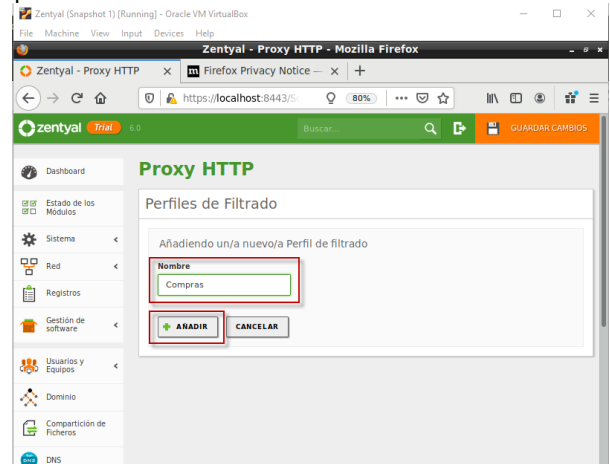 Zentyal (Snapshot 1) [Running] - Oracle VM VirtualBox
File Machine View Input Devices Help
Zentyal - Proxy HTTP - Mozilla Firefox
Zentyal - Proxy HTTP
Firefox Privacy Notice —
https://localhost:8443/S
80%
zentyal Trial 6.0
Buscar...
GUARDAR CAMBIOS
Dashboard
Estado de los
Módulos
Sistema
Red
Registros
Gestión de
software
Usuarios y
Equipos
Dominio
Compartición de
Ficheros
DNS
Proxy HTTP
Perfiles de Filtrado
Añadiendo un/a nuevo/a Perfil de filtrado
Nombre
Compras
+ AÑADIR
CANCELAR